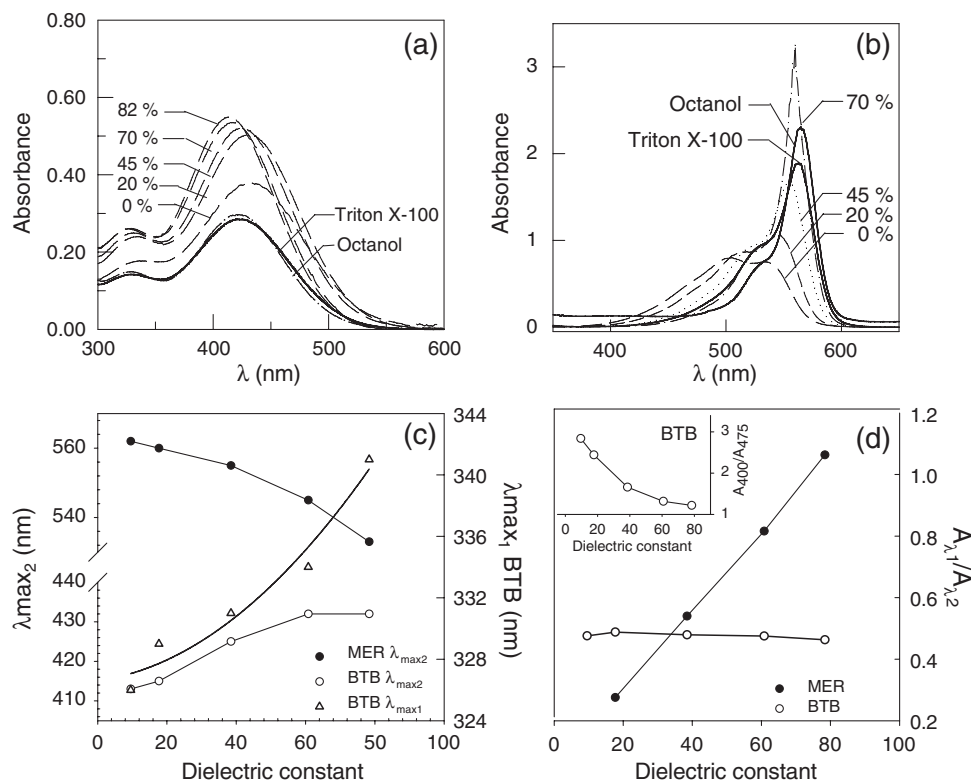 (a)
0.80
0.60
0.40
0.20
0.00
Absorbance
82 %
70 %
45 %
20 %
0 %
Triton X-100
Octanol
300
400
500
600
λ (nm)
(b)
3
2
1
0
Absorbance
Octanol
Triton X-100
70 %
45 %
20 %
0 %
400
500
600
λ (nm)
(c)
560
540
440
430
420
410
λmax₂ (nm)
344
340
336
331
328
324
λmax₁ BTB (nm)
MER λmax2
BTB λmax2
BTB λmax1
0
20
40
60
50
100
Dielectric constant
(d)
BTB
3
2
1
A400/A475
0
20
40
60
80
Dielectric constant
1.2
1.0
0.8
0.6
0.4
0.2
Aλ1/Aλ2
MER
BTB
0
20
40
60
80
100
Dielectric constant